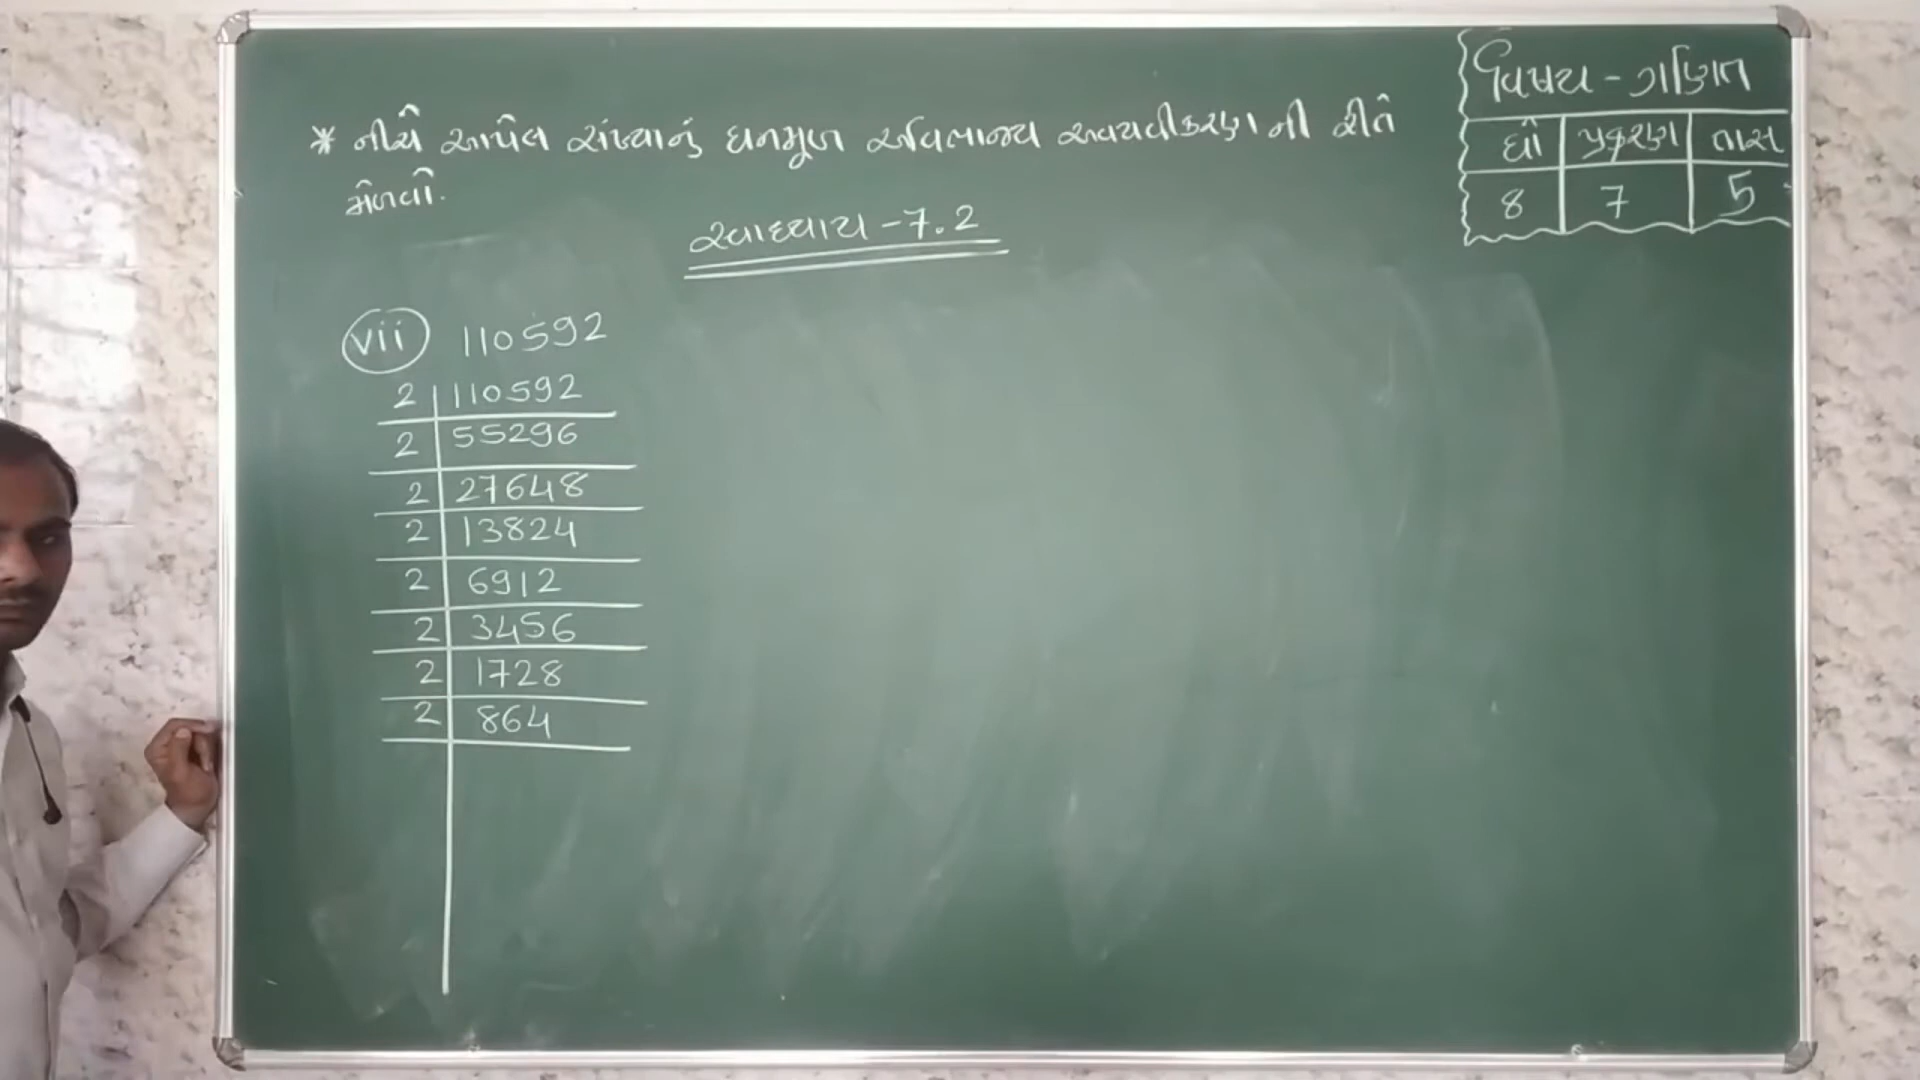 * નીચે આપેલ સંખ્યાનું ઘનમુળ અવિભાજ્ય અવયવીકરણ ની રીતે
મેળવો.
સ્વાધ્યાય - 7.2
વિષય - ગણિત
ધો પ્રકરણ તાસ
8 7 5
vii 110592
2 110592
2 55296
2 27648
2 13824
2 6912
2 3456
2 1728
2 864